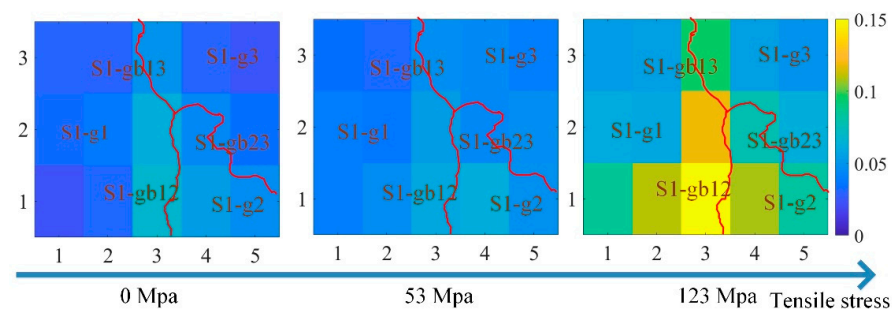 3
2
1
S1-gb13
S1-g3
S1-g1
S1-gb23
S1-gb12
S1-g2
1 2 3 4 5
3
2
1
S1-gb13
S1-g3
S1-g1
S1-gb23
S1-gb12
S1-g2
1 2 3 4 5
3
2
1
S1-gb13
S1-g3
S1-g1
S1-gb23
S1-gb12
S1-g2
1 2 3 4 5
0.15
0.10
0.05
0
0 Mpa
53 Mpa
123 Mpa
Tensile stress